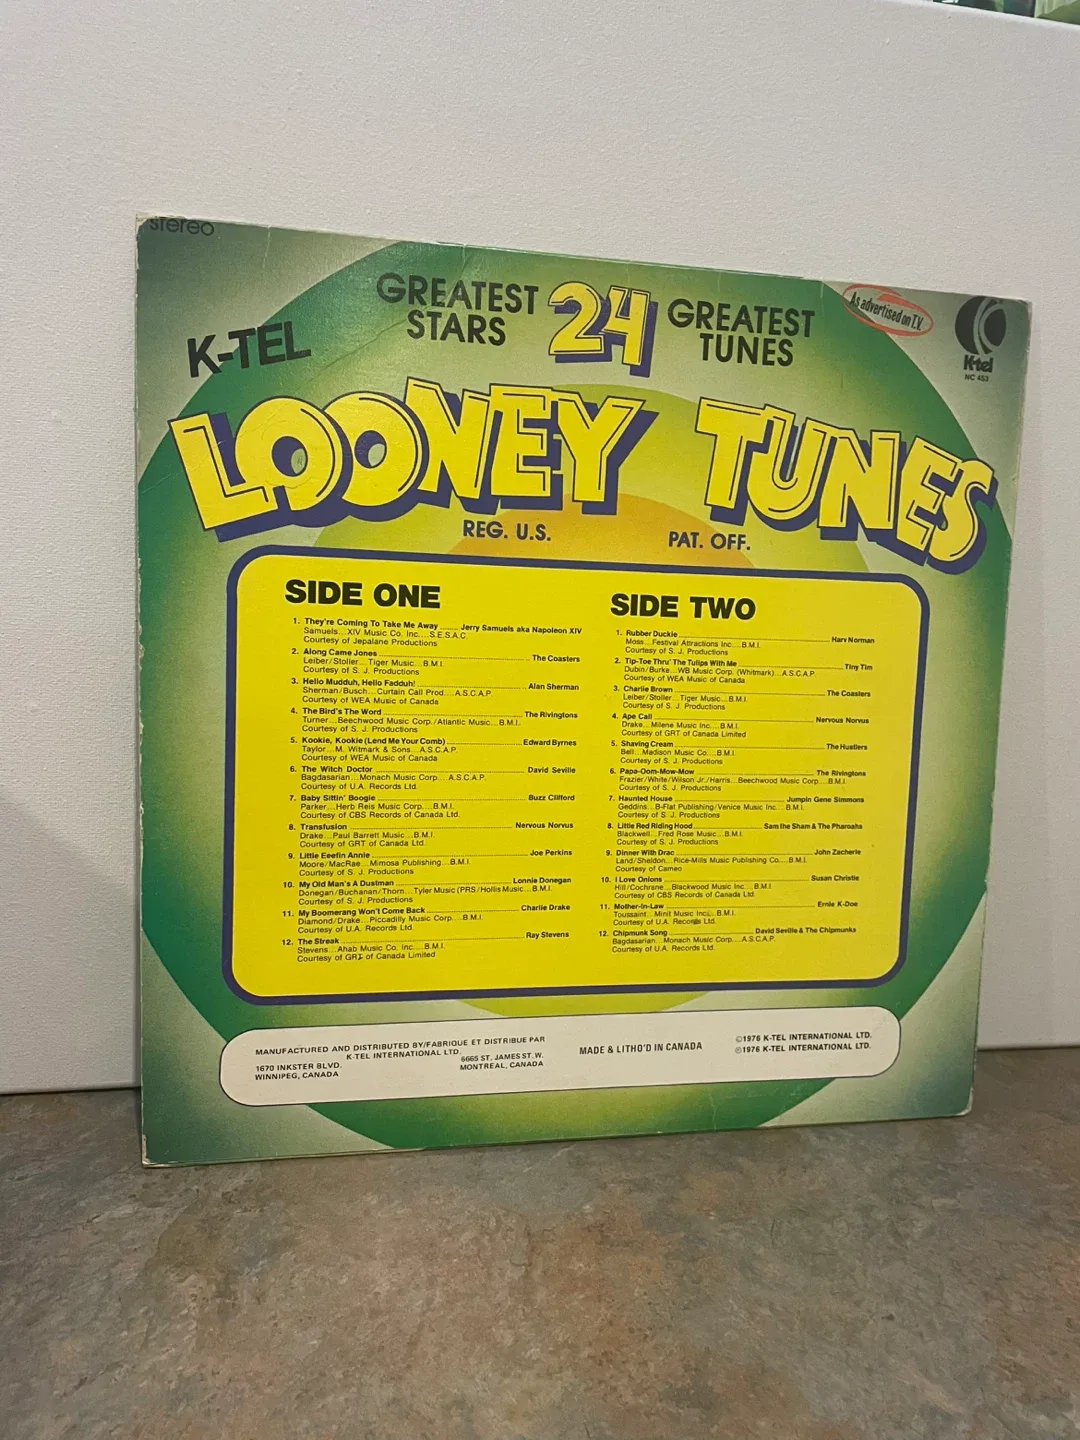 stereo
K-TEL
GREATEST STARS
24
GREATEST TUNES
As advertised on T.V.
K-tel
NC 453
LOONEY TUNES
REG. U.S. PAT. OFF.
SIDE ONE
1. They're Coming To Take Me Away ........ Jerry Samuels aka Napoleon XIV
Samuels...XIV Music Co. Inc....S.E.S.A.C.
Courtesy of Jepalane Productions
2. Along Came Jones ........ The Coasters
Leiber/Stoller...Tiger Music...B.M.I.
Courtesy of S. J. Productions
3. Hello Mudduh, Hello Fadduh! ........ Alan Sherman
Sherman/Busch...Curtain Call Prod....A.S.C.A.P.
Courtesy of WEA Music of Canada
4. The Bird's The Word ........ The Rivingtons
Turner...Beechwood Music Corp./Atlantic Music...B.M.I.
Courtesy of S. J. Productions
5. Kookie, Kookie (Lend Me Your Comb) ........ Edward Byrnes
Taylor...M. Witmark & Sons...A.S.C.A.P.
Courtesy of WEA Music of Canada
6. The Witch Doctor ........ David Seville
Bagdasarian...Monach Music Corp....A.S.C.A.P.
Courtesy of U.A. Records Ltd.
7. Baby Sittin' Boogie ........ Buzz Clifford
Parker...Herb Reis Music Corp....B.M.I.
Courtesy of CBS Records of Canada Ltd.
8. Transfusion ........ Nervous Norvus
Drake...Paul Barrett Music...B.M.I.
Courtesy of GRT of Canada Ltd.
9. Little Eeefin Annie ........ Joe Perkins
Moore/MacRae...Mimosa Publishing...B.M.I.
Courtesy of S. J. Productions
10. My Old Man's A Dustman ........ Lonnie Donegan
Donegan/Buchanan/Thorn...Tyler Music (PRS/Hollis Music...B.M.I.
Courtesy of S. J. Productions
11. My Boomerang Won't Come Back ........ Charlie Drake
Diamond/Drake...Piccadilly Music Corp....B.M.I.
Courtesy of U.A. Records Ltd.
12. The Streak ........ Ray Stevens
Stevens...Ahab Music Co. Inc....B.M.I.
Courtesy of GRT of Canada Limited
SIDE TWO
1. Rubber Duckie ........ Harv Norman
Moss...Festival Attractions Inc....B.M.I.
Courtesy of S. J. Productions
2. Tip-Toe Thru' The Tulips With Me ........ Tiny Tim
Dubin/Burke...WB Music Corp. (Whitmark)...A.S.C.A.P.
Courtesy of WEA Music of Canada
3. Charlie Brown ........ The Coasters
Leiber/Stoller...Tiger Music...B.M.I.
Courtesy of S. J. Productions
4. Ape Call ........ Nervous Norvus
Drake...Milene Music Inc....B.M.I.
Courtesy of GRT of Canada Limited
5. Shaving Cream ........ The Hustlers
Bell...Madison Music Co....B.M.I.
Courtesy of S. J. Productions
6. Papa-Oom-Mow-Mow ........ The Rivingtons
Frazier/White/Wilson Jr./Harris...Beechwood Music Corp....B.M.I.
Courtesy of S. J. Productions
7. Haunted House ........ Jumpin Gene Simmons
Geddins...B-Flat Publishing/Venice Music Inc....B.M.I.
Courtesy of S. J. Productions
8. Little Red Riding Hood ........ Sam the Sham & The Pharoahs
Blackwell...Fred Rose Music...B.M.I.
Courtesy of S. J. Productions
9. Dinner With Drac ........ John Zacherle
Land/Sheldon...Rice-Mills Music Publishing Co....B.M.I.
Courtesy of Cameo
10. I Love Onions ........ Susan Christie
Hill/Cochrane...Blackwood Music Inc....B.M.I.
Courtesy of CBS Records of Canada Ltd.
11. Mother-in-Law ........ Ernie K-Doe
Toussaint...Minit Music Inc....B.M.I.
Courtesy of U.A. Records Ltd.
12. Chipmunk Song ........ David Seville & The Chipmunks
Bagdasarian...Monach Music Corp....A.S.C.A.P.
Courtesy of U.A. Records Ltd.
MANUFACTURED AND DISTRIBUTED BY/FABRIQUE ET DISTRIBUE PAR
K-TEL INTERNATIONAL LTD.
1670 INKSTER BLVD.
WINNIPEG, CANADA
6665 ST. JAMES ST. W.
MONTREAL, CANADA
MADE & LITHO'D IN CANADA
©1976 K-TEL INTERNATIONAL LTD.
℗1976 K-TEL INTERNATIONAL LTD.